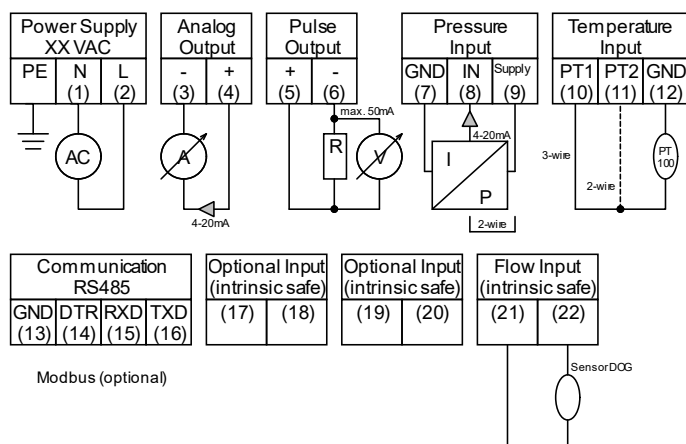 Power Supply
XX VAC
PE N L
(1) (2)
AC
Analog
Output
- +
(3) (4)
A
4-20mA
Pulse
Output
+ -
(5) (6)
max. 50mA
R
V
Pressure
Input
GND IN Supply
(7) (8) (9)
4-20mA
I
P
2-wire
Temperature
Input
PT1 PT2 GND
(10) (11) (12)
3-wire
2-wire
PT
100
Communication
RS485
GND DTR RXD TXD
(13) (14) (15) (16)
Modbus (optional)
Optional Input
(intrinsic safe)
(17) (18)
Optional Input
(intrinsic safe)
(19) (20)
Flow Input
(intrinsic safe)
(21) (22)
Sensor DOG